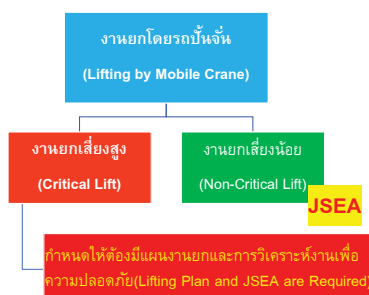 งานยกโดยรถปั้นจั่น
(Lifting by Mobile Crane)
งานยกเสี่ยงสูง
(Critical Lift)
งานยกเสี่ยงน้อย
(Non-Critical Lift)
JSEA
กำหนดให้ต้องมีแผนงานยกและการวิเคราะห์งานเพื่อ
ความปลอดภัย(Lifting Plan and JSEA are Required)